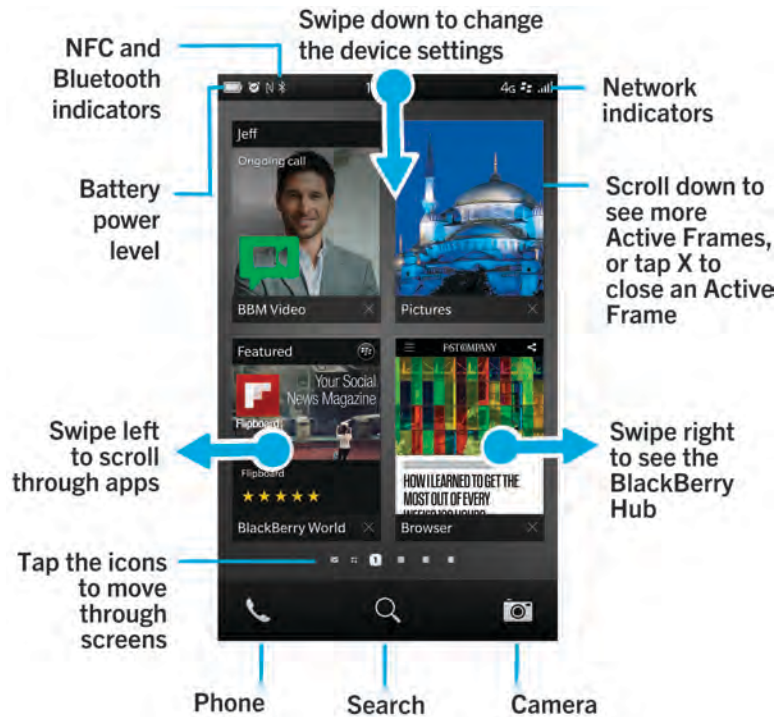 Swipe down to change
the device settings
NFC and
Bluetooth
indicators
Battery
power
level
Network
indicators
Scroll down to
see more
Active Frames,
or tap X to
close an Active
Frame
1
4G
Jeff
Ongoing call
BBM Video
Pictures
Featured
Your Social
News Magazine
Flipboard
Flipboard
BlackBerry World
FAST COMPANY
HOW I LEARNED TO GET THE
MOST OUT OF EVERY
Browser
Swipe left
to scroll
through apps
Swipe right
to see the
BlackBerry
Hub
Tap the icons
to move
through
screens
1
Phone
Search
Camera